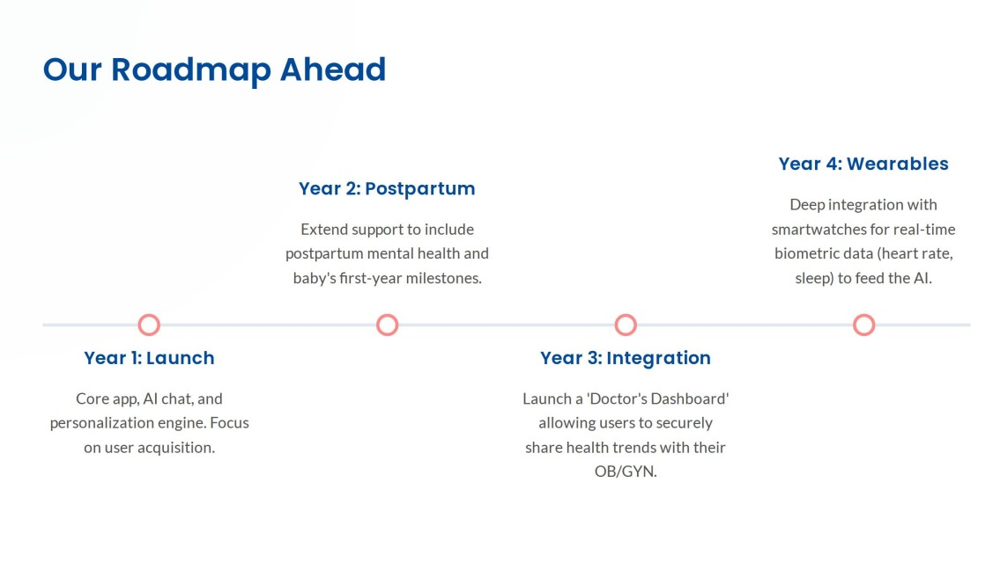 Our Roadmap Ahead
Year 1: Launch
Core app, AI chat, and
personalization engine. Focus
on user acquisition.
Year 2: Postpartum
Extend support to include
postpartum mental health and
baby's first-year milestones.
Year 3: Integration
Launch a 'Doctor's Dashboard'
allowing users to securely
share health trends with their
OB/GYN.
Year 4: Wearables
Deep integration with
smartwatches for real-time
biometric data (heart rate,
sleep) to feed the AI.